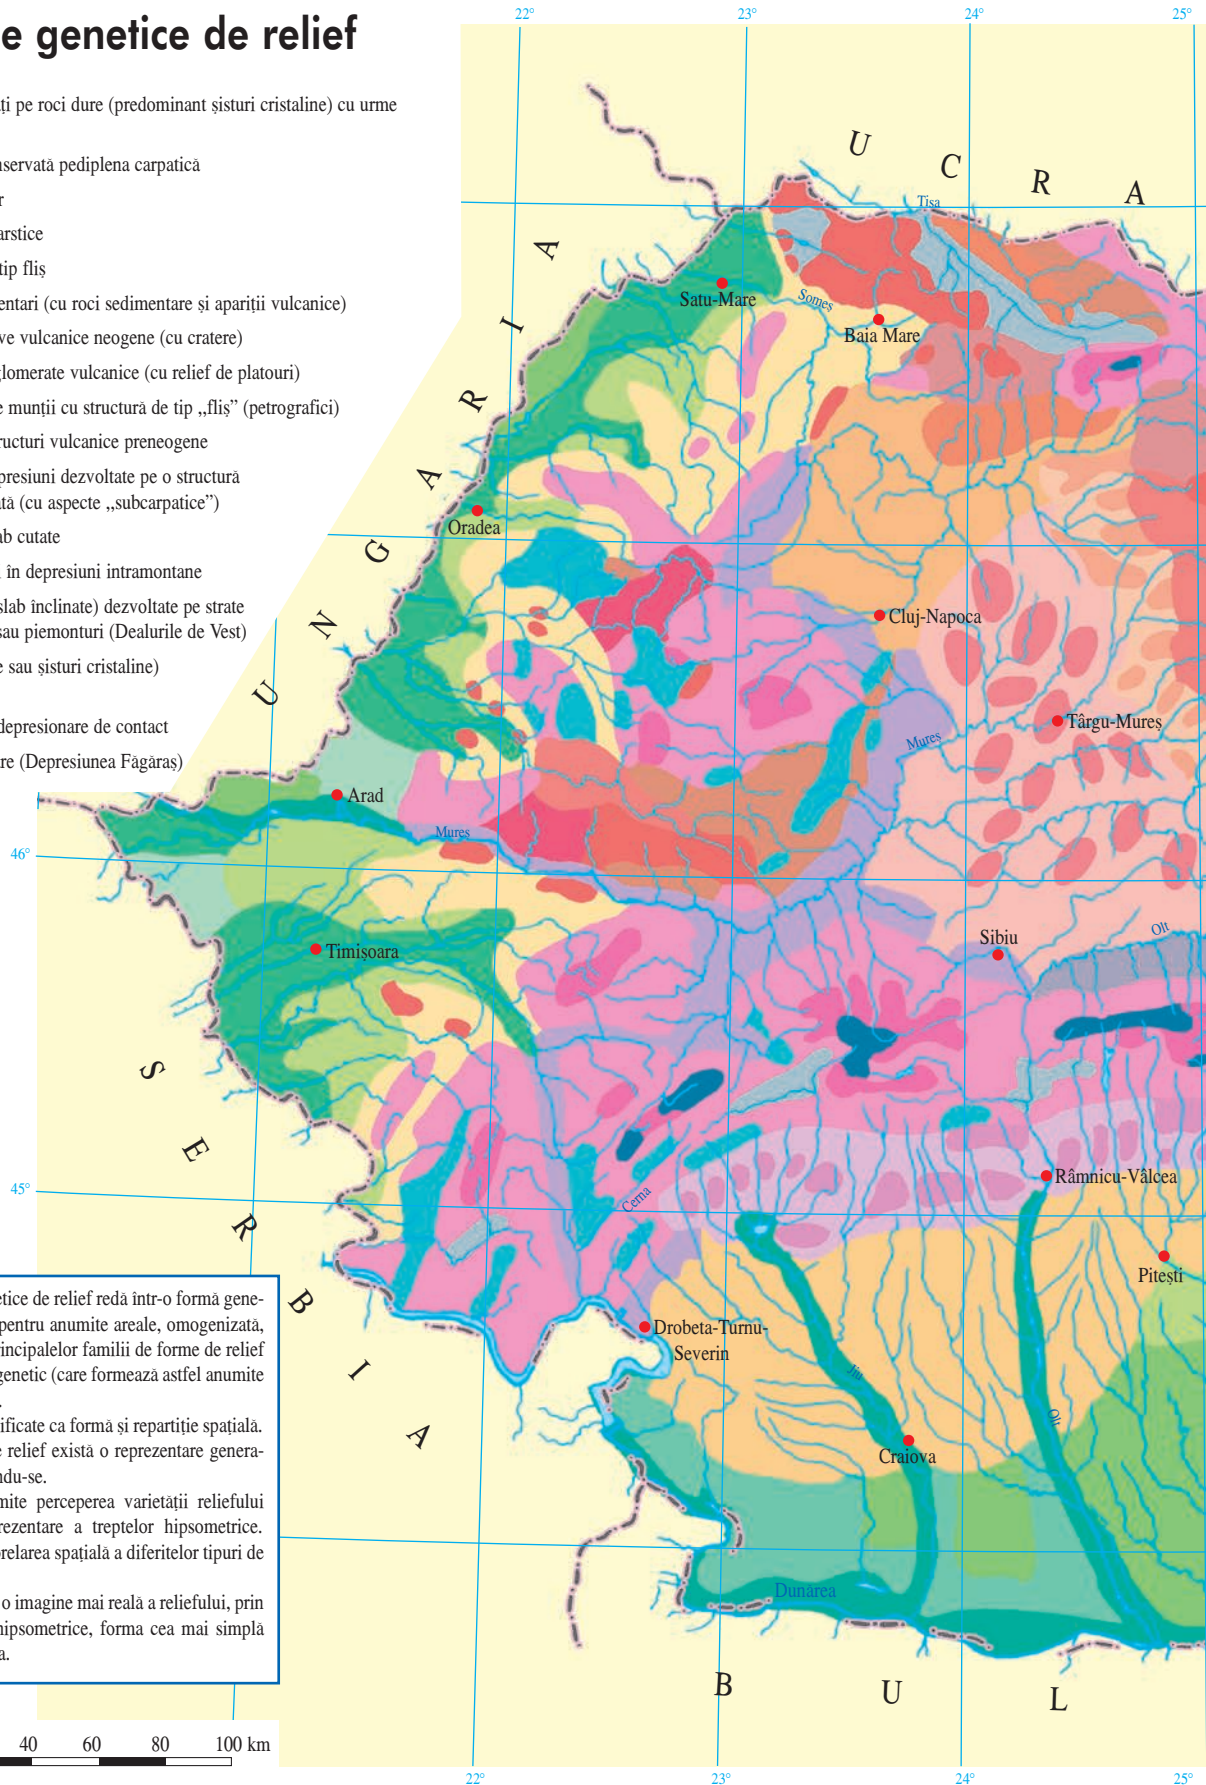 e genetice de relief
ți pe roci dure (predominant șisturi cristaline) cu urme
nservată pediplena carpatică
r
arstice
tip fliș
entari (cu roci sedimentare și apariții vulcanice)
ve vulcanice neogene (cu cratere)
glomerate vulcanice (cu relief de platouri)
e munții cu structură de tip „fliș” (petrografici)
ructuri vulcanice preneogene
presiuni dezvoltate pe o structură
tă (cu aspecte „subcarpatice”)
ab cutate
i în depresiuni intramontane
slab înclinate) dezvoltate pe strate
sau piemonturi (Dealurile de Vest)
e sau șisturi cristaline)
depresionare de contact
re (Depresiunea Făgăraș)
22°
23°
24°
25°
U C R A
Tisa
Satu-Mare
Someș
Baia Mare
U N G A R I A
Oradea
Cluj-Napoca
Târgu-Mureș
Mureș
Arad
Mureș
46°
Sibiu
Olt
Timișoara
S E R B I A
45°
Cerna
Râmnicu-Vâlcea
Pitești
Drobeta-Turnu-
Severin
Jiu
Olt
Craiova
Dunărea
B U L
etice de relief redă într-o formă gene-
pentru anumite areale, omogenizată,
rincipalelor familii de forme de relief
genetic (care formează astfel anumite
.
ificate ca formă și repartiție spațială.
e relief există o reprezentare genera-
ndu-se.
mite perceperea varietății reliefului
rezentare a treptelor hipsometrice.
orelarea spațială a diferitelor tipuri de
o imagine mai reală a reliefului, prin
hipsometrice, forma cea mai simplă
a.
40 60 80 100 km
22°
23°
24°
25°